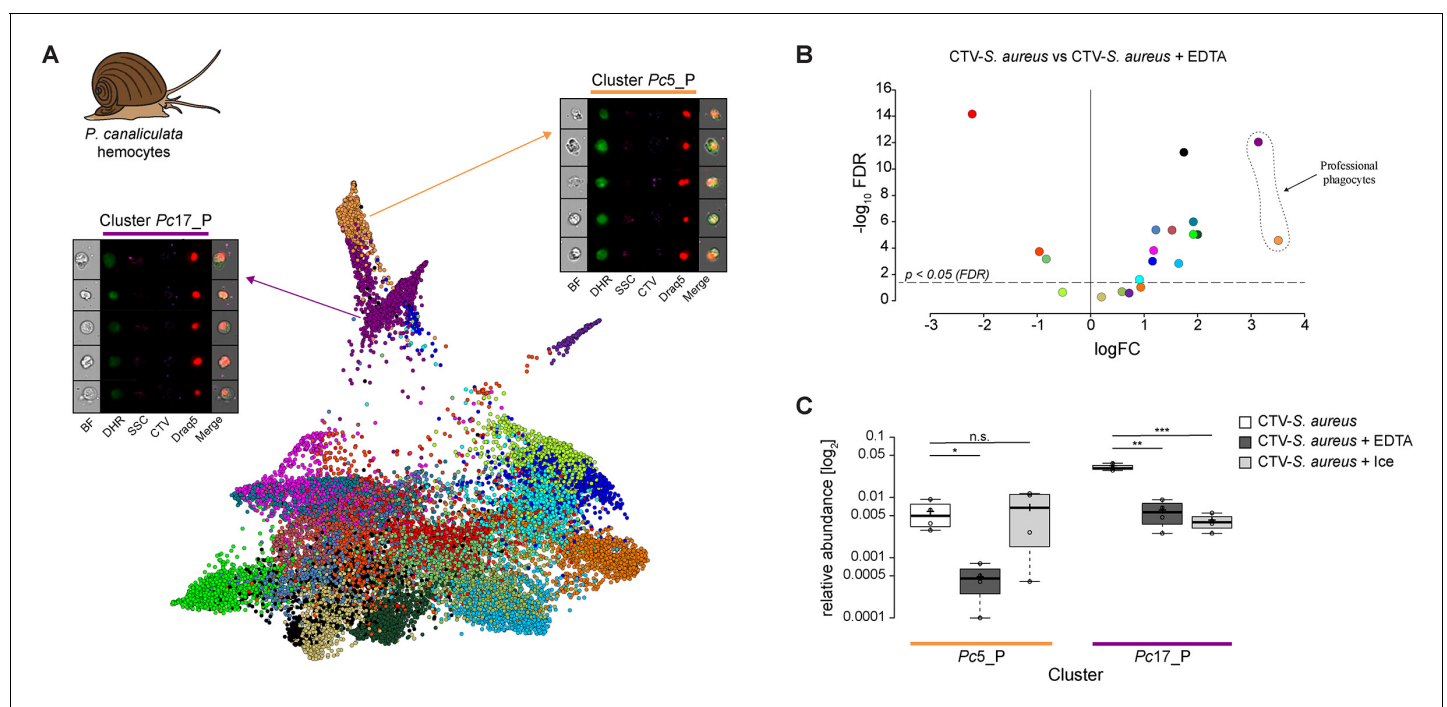 A
P. canaliculata
hemocytes
Cluster Pc5_P
BF
DHR
SSC
CTV
Draq5
Merge
Cluster Pc17_P
BF
DHR
SSC
CTV
Draq5
Merge
B
CTV-S. aureus vs CTV-S. aureus + EDTA
-log10 FDR
16
14
12
10
8
6
4
2
0
Professional
phagocytes
p < 0.05 (FDR)
-3
-2
-1
0
1
2
3
4
logFC
C
CTV-S. aureus
CTV-S. aureus + EDTA
CTV-S. aureus + Ice
relative abundance [log2]
0.1
0.05
0.01
0.005
0.001
0.0005
0.0001
n.s.
*
***
**
Pc5_P
Pc17_P
Cluster